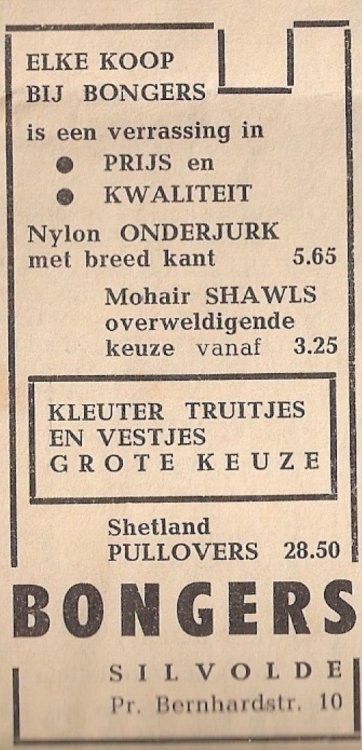 ELKE KOOP
BIJ BONGERS
is een verrassing in
● PRIJS en
● KWALITEIT
Nylon ONDERJURK
met breed kant 5.65
Mohair SHAWLS
overweldigende
keuze vanaf 3.25
KLEUTER TRUITJES
EN VESTJES
GROTE KEUZE
Shetland
PULLOVERS 28.50
BONGERS
SILVOLDE
Pr. Bernhardstr. 10